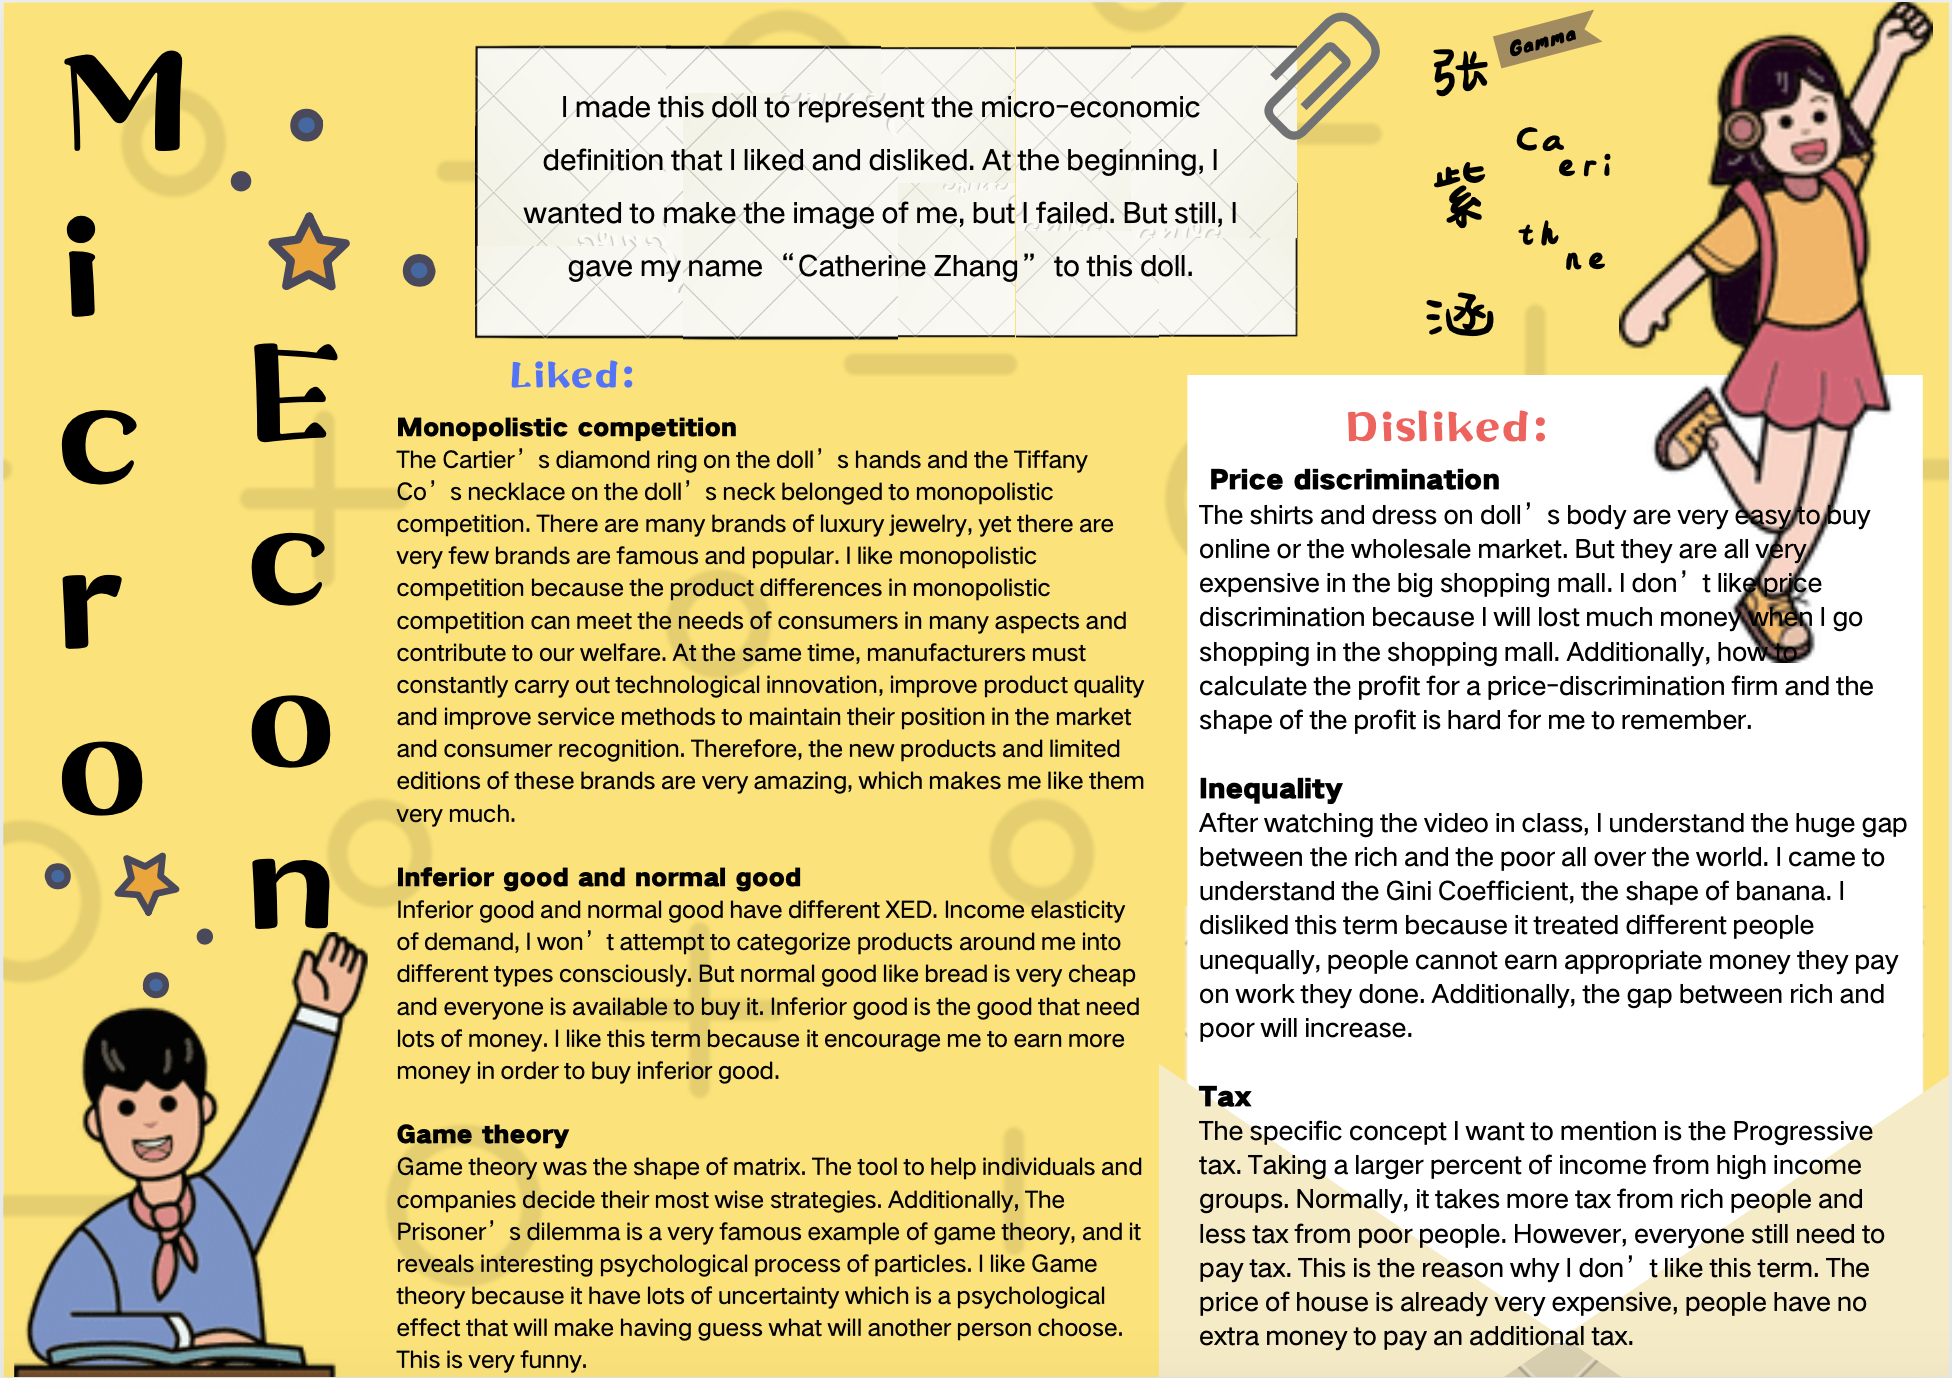 Micro
Econ
I made this doll to represent the micro-economic
definition that I liked and disliked. At the beginning, I
wanted to make the image of me, but I failed. But still, I
gave my name “Catherine Zhang” to this doll.
Gamma
张
紫
涵
Ca
eri
th
ne
Liked:
Monopolistic competition
The Cartier’s diamond ring on the doll’s hands and the Tiffany
Co’s necklace on the doll’s neck belonged to monopolistic
competition. There are many brands of luxury jewelry, yet there are
very few brands are famous and popular. I like monopolistic
competition because the product differences in monopolistic
competition can meet the needs of consumers in many aspects and
contribute to our welfare. At the same time, manufacturers must
constantly carry out technological innovation, improve product quality
and improve service methods to maintain their position in the market
and consumer recognition. Therefore, the new products and limited
editions of these brands are very amazing, which makes me like them
very much.
Inferior good and normal good
Inferior good and normal good have different XED. Income elasticity
of demand, I won’t attempt to categorize products around me into
different types consciously. But normal good like bread is very cheap
and everyone is available to buy it. Inferior good is the good that need
lots of money. I like this term because it encourage me to earn more
money in order to buy inferior good.
Game theory
Game theory was the shape of matrix. The tool to help individuals and
companies decide their most wise strategies. Additionally, The
Prisoner’s dilemma is a very famous example of game theory, and it
reveals interesting psychological process of particles. I like Game
theory because it have lots of uncertainty which is a psychological
effect that will make having guess what will another person choose.
This is very funny.
Disliked:
Price discrimination
The shirts and dress on doll’s body are very easy to buy
online or the wholesale market. But they are all very
expensive in the big shopping mall. I don’t like price
discrimination because I will lost much money when I go
shopping in the shopping mall. Additionally, how to
calculate the profit for a price-discrimination firm and the
shape of the profit is hard for me to remember.
Inequality
After watching the video in class, I understand the huge gap
between the rich and the poor all over the world. I came to
understand the Gini Coefficient, the shape of banana. I
disliked this term because it treated different people
unequally, people cannot earn appropriate money they pay
on work they done. Additionally, the gap between rich and
poor will increase.
Tax
The specific concept I want to mention is the Progressive
tax. Taking a larger percent of income from high income
groups. Normally, it takes more tax from rich people and
less tax from poor people. However, everyone still need to
pay tax. This is the reason why I don’t like this term. The
price of house is already very expensive, people have no
extra money to pay an additional tax.